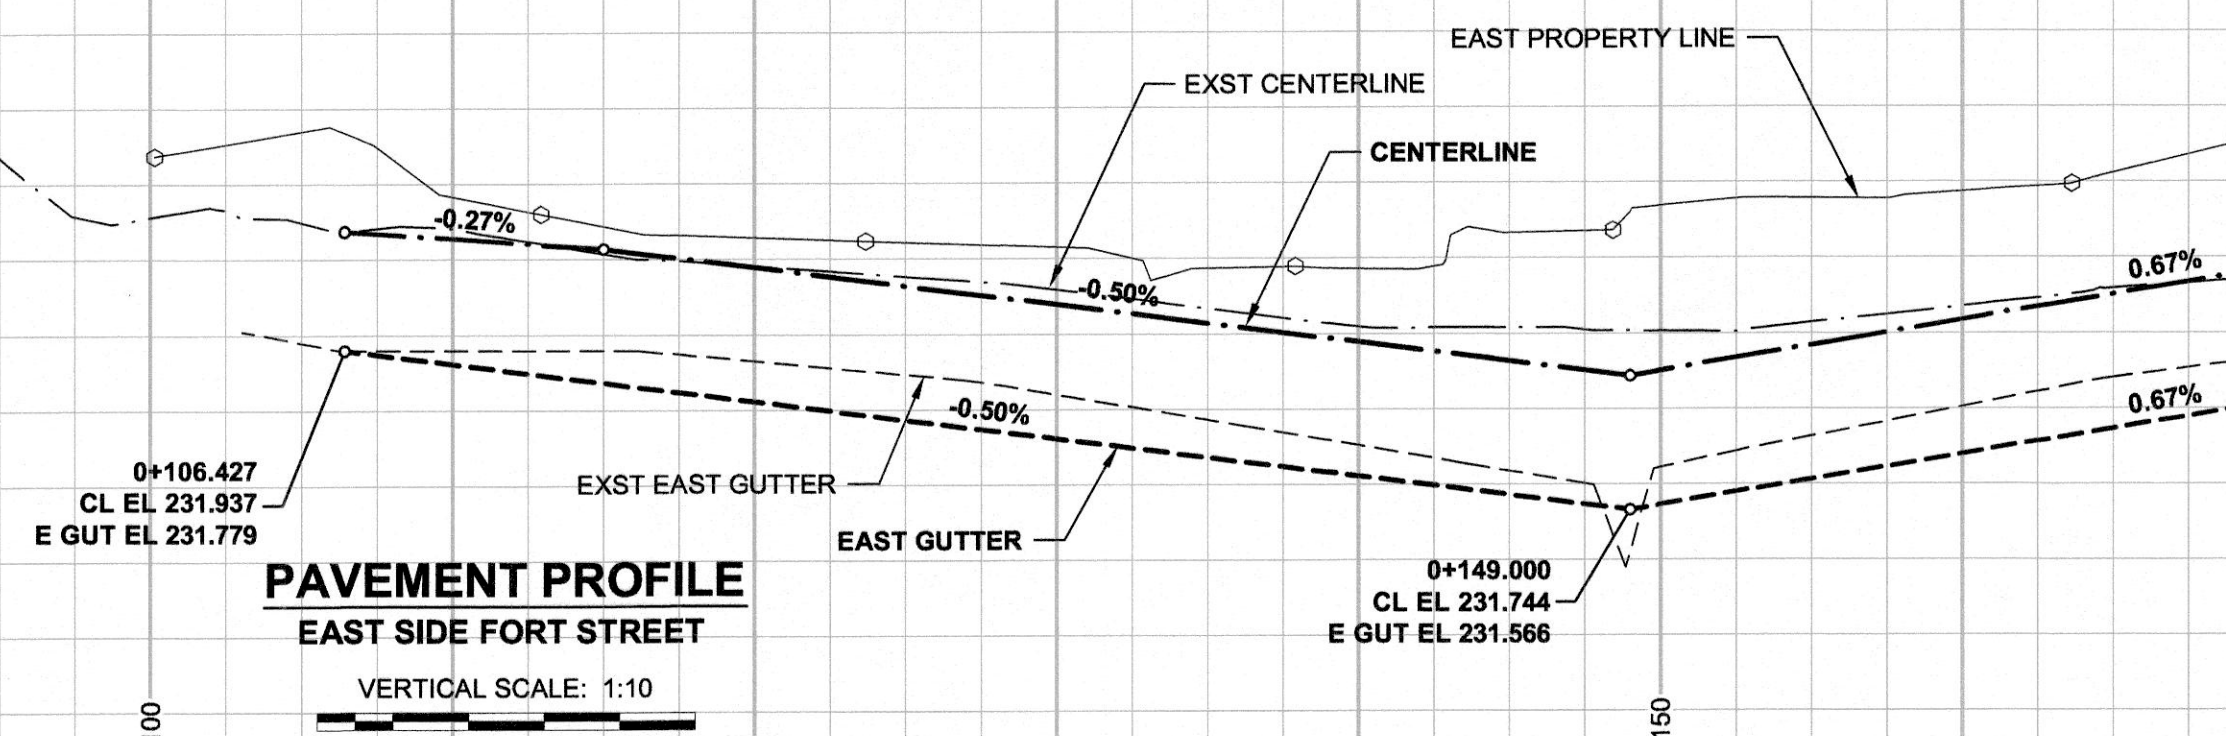 EAST PROPERTY LINE
EXST CENTERLINE
CENTERLINE
-0.27%
-0.50%
0.67%
-0.50%
0.67%
0+106.427
CL EL 231.937
E GUT EL 231.779
EXST EAST GUTTER
EAST GUTTER
0+149.000
CL EL 231.744
E GUT EL 231.566
PAVEMENT PROFILE
EAST SIDE FORT STREET
VERTICAL SCALE: 1:10
00
150